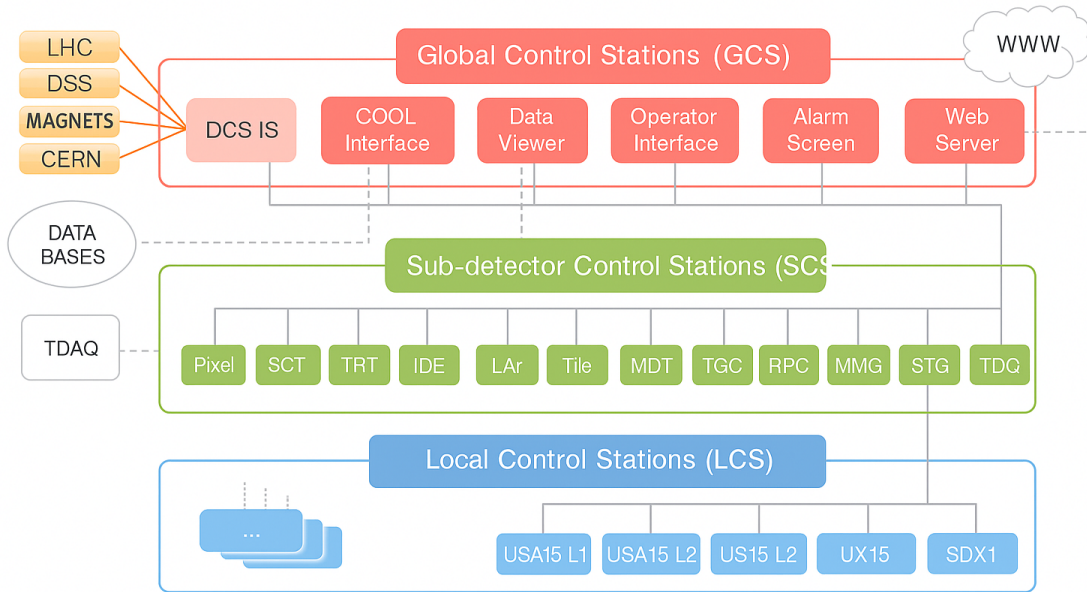 LHC
DSS
MAGNETS
CERN
Global Control Stations (GCS)
WWW
DCS IS
COOL
Interface
Data
Viewer
Operator
Interface
Alarm
Screen
Web
Server
DATA
BASES
Sub-detector Control Stations (SCS
TDAQ
Pixel
SCT
TRT
IDE
LAr
Tile
MDT
TGC
RPC
MMG
STG
TDQ
Local Control Stations (LCS)
...
USA15 L1
USA15 L2
US15 L2
UX15
SDX1